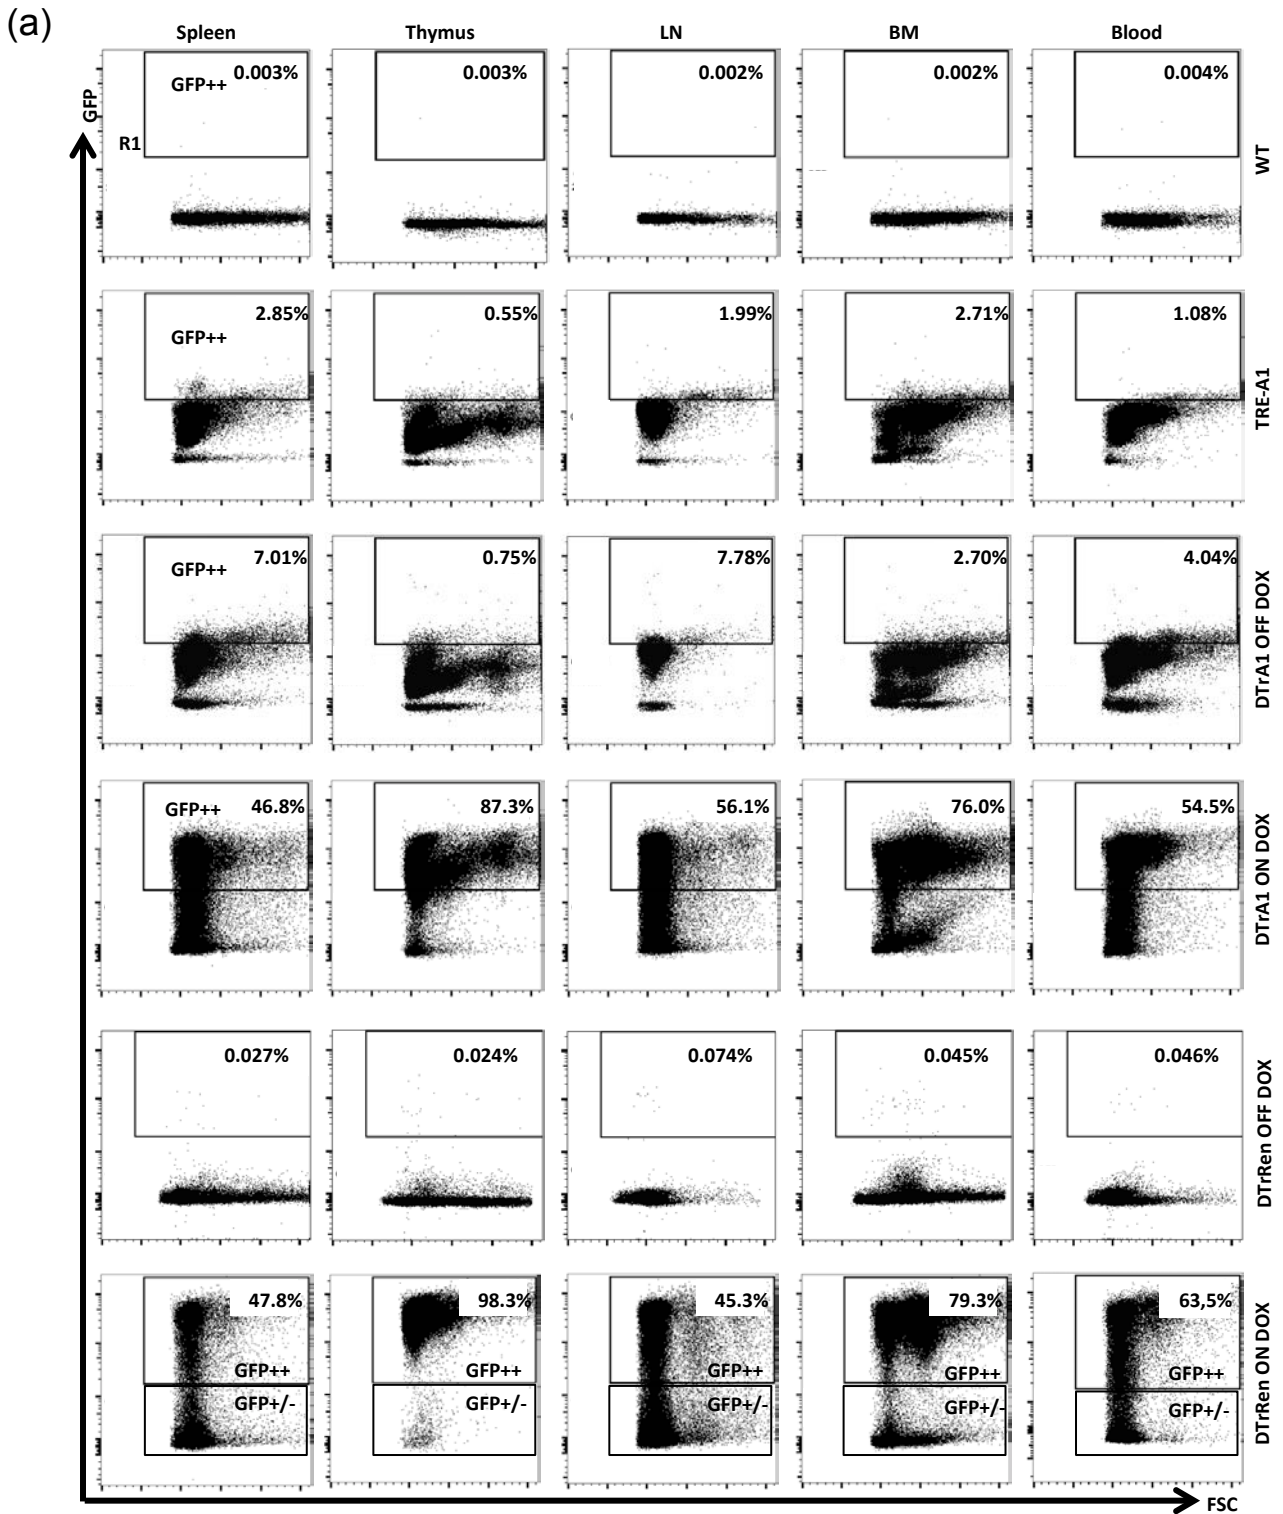 (a)
Spleen Thymus LN BM Blood
GFP
R1
GFP++ 0.003% 0.003% 0.002% 0.002% 0.004%
WT
GFP++ 2.85% 0.55% 1.99% 2.71% 1.08%
TRE-A1
GFP++ 7.01% 0.75% 7.78% 2.70% 4.04%
DTrA1 OFF DOX
GFP++ 46.8% 87.3% 56.1% 76.0% 54.5%
DTrA1 ON DOX
0.027% 0.024% 0.074% 0.045% 0.046%
DTrRen OFF DOX
47.8% 98.3% 45.3% 79.3% 63,5%
GFP++ GFP++ GFP++ GFP++ GFP++
GFP+/- GFP+/- GFP+/- GFP+/- GFP+/-
DTrRen ON DOX
FSC